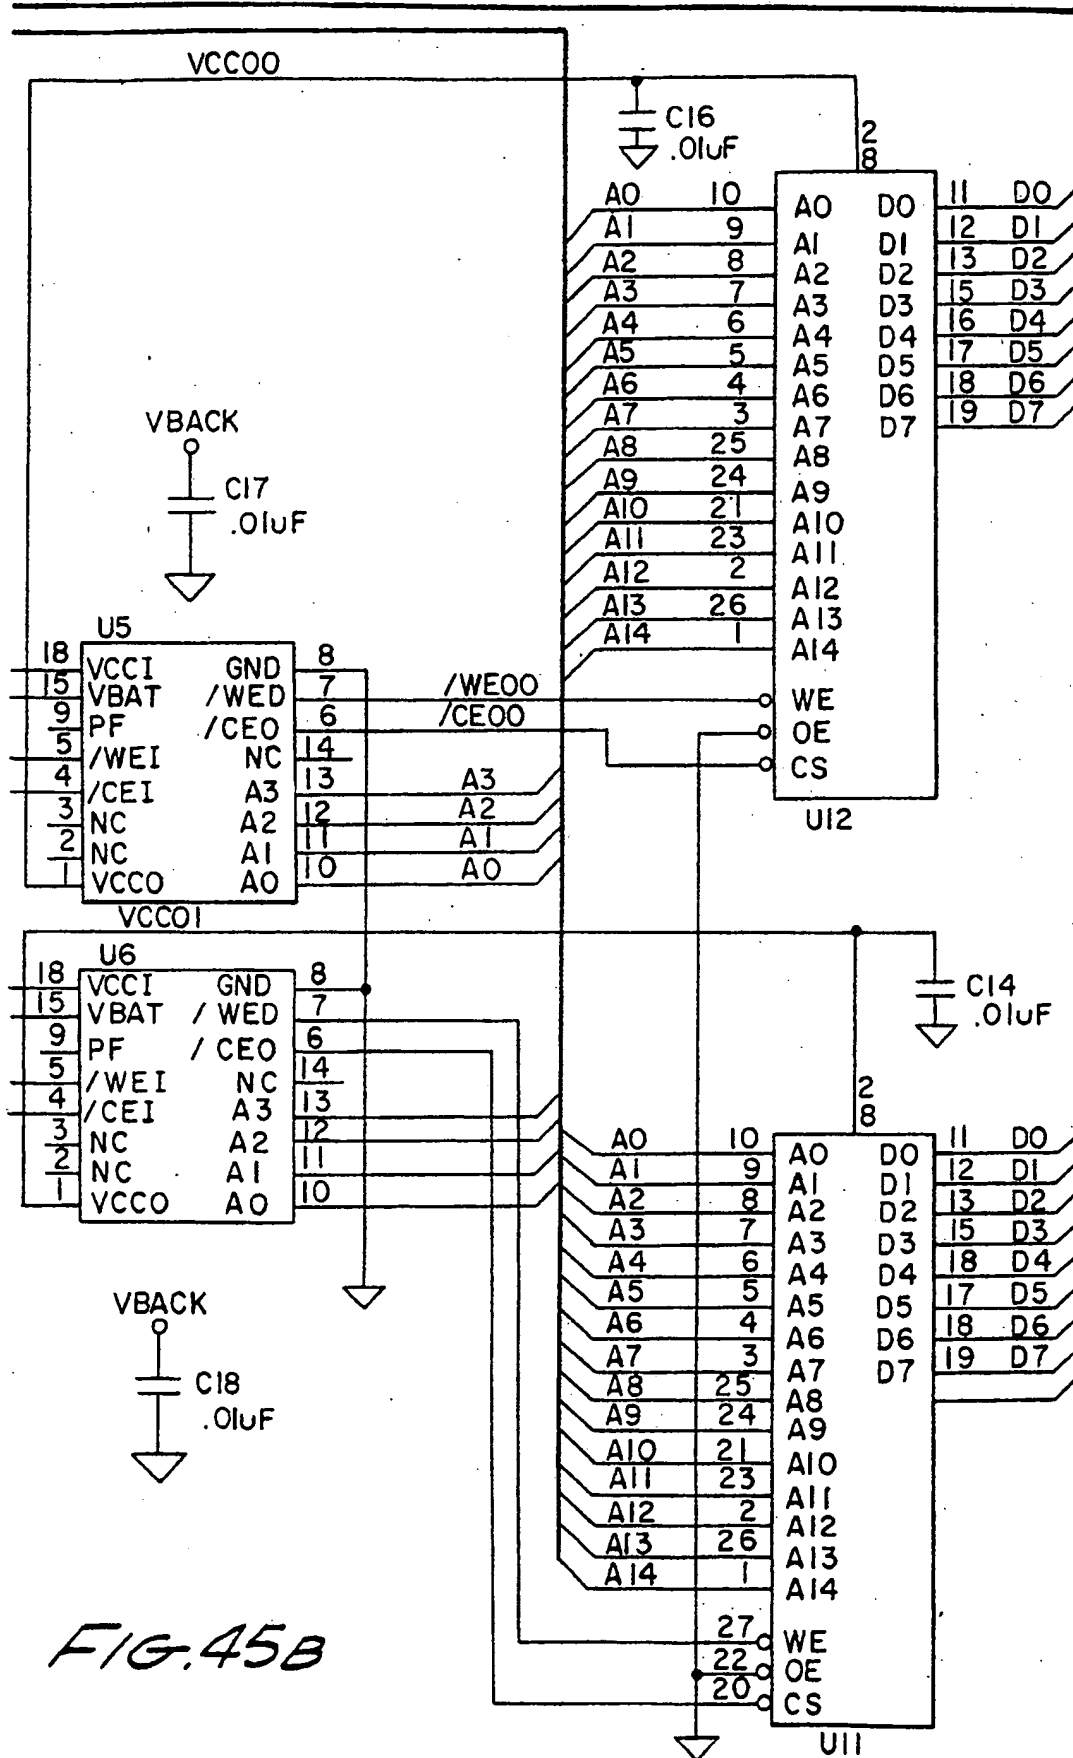 VCC00
C16
.01uF
2
8
A0 10 A0 D0 11 D0
A1 9 A1 D1 12 D1
A2 8 A2 D2 13 D2
A3 7 A3 D3 15 D3
A4 6 A4 D4 16 D4
A5 5 A5 D5 17 D5
A6 4 A6 D6 18 D6
A7 3 A7 D7 19 D7
A8 25 A8
A9 24 A9
A10 21 A10
A11 23 A11
A12 2 A12
A13 26 A13
A14 1 A14
/WE00 WE
OE
/CE00 CS
U12
VBACK
C17
.01uF
U5
18 VCCI GND 8
15 VBAT /WED 7
9 PF /CEO 6
5 /WEI NC 14
4 /CEI A3 13 A3
3 NC A2 12 A2
2 NC A1 11 A1
1 VCCO A0 10 A0
VCC01
U6
18 VCCI GND 8
15 VBAT /WED 7
9 PF /CEO 6
5 /WEI NC 14
4 /CEI A3 13
3 NC A2 12
2 NC A1 11
1 VCCO A0 10
C14
.01uF
2
8
A0 10 A0 D0 11 D0
A1 9 A1 D1 12 D1
A2 8 A2 D2 13 D2
A3 7 A3 D3 15 D3
A4 6 A4 D4 18 D4
A5 5 A5 D5 17 D5
A6 4 A6 D6 18 D6
A7 3 A7 D7 19 D7
A8 25 A8
A9 24 A9
A10 21 A10
A11 23 A11
A12 2 A12
A13 26 A13
A14 1 A14
27 WE
22 OE
20 CS
U11
VBACK
C18
.01uF
FIG.45B